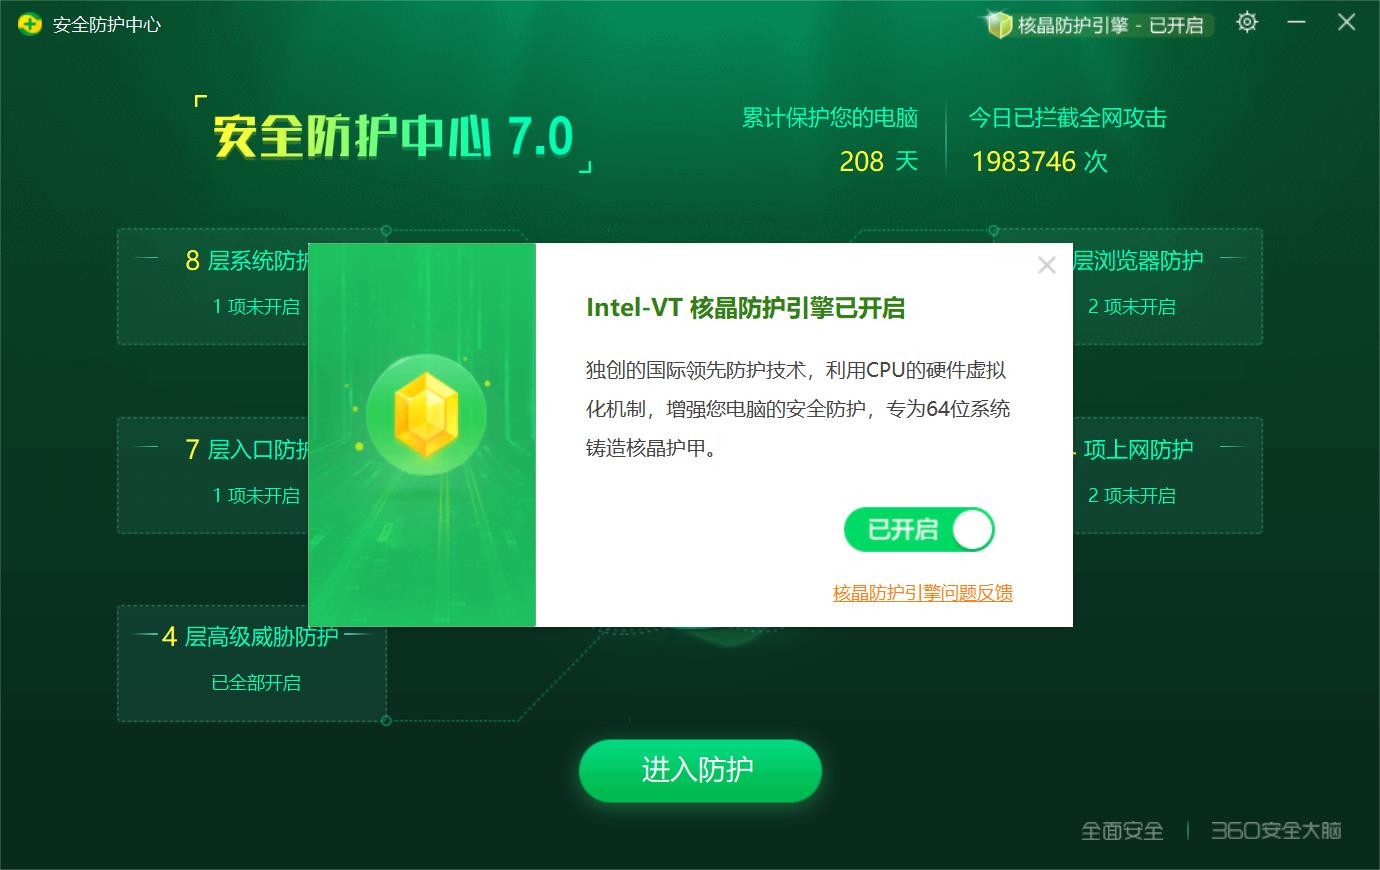 安全防护中心
核晶防护引擎 - 已开启
安全防护中心 7.0
累计保护您的电脑
208 天
今日已拦截全网攻击
1983746 次
8 层系统防护
1 项未开启
层浏览器防护
2 项未开启
Intel-VT 核晶防护引擎已开启
独创的国际领先防护技术，利用CPU的硬件虚拟
化机制，增强您电脑的安全防护，专为64位系统
铸造核晶护甲。
已开启
核晶防护引擎问题反馈
7 层入口防护
1 项未开启
项上网防护
2 项未开启
4 层高级威胁防护
已全部开启
进入防护
全面安全 | 360安全大脑